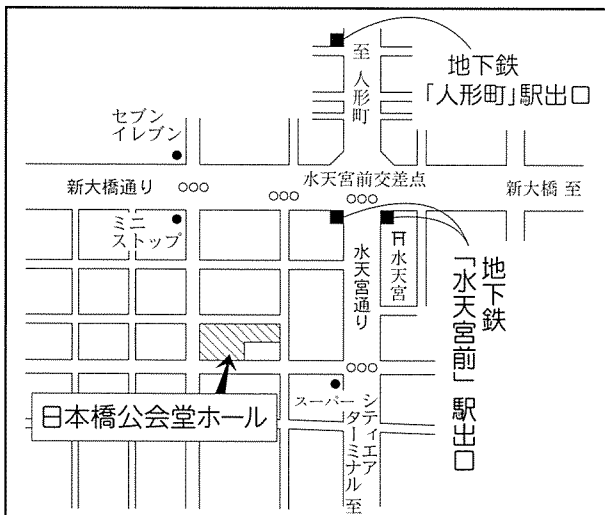 至 人形町
地下鉄
「人形町」駅出口
セブン
イレブン
水天宮前交差点
新大橋通り
新大橋 至
ミニ
ストップ
水天宮通り
水天宮
地下鉄
「水天宮前」駅出口
日本橋公会堂ホール
スーパー
シティエア
ターミナル 至